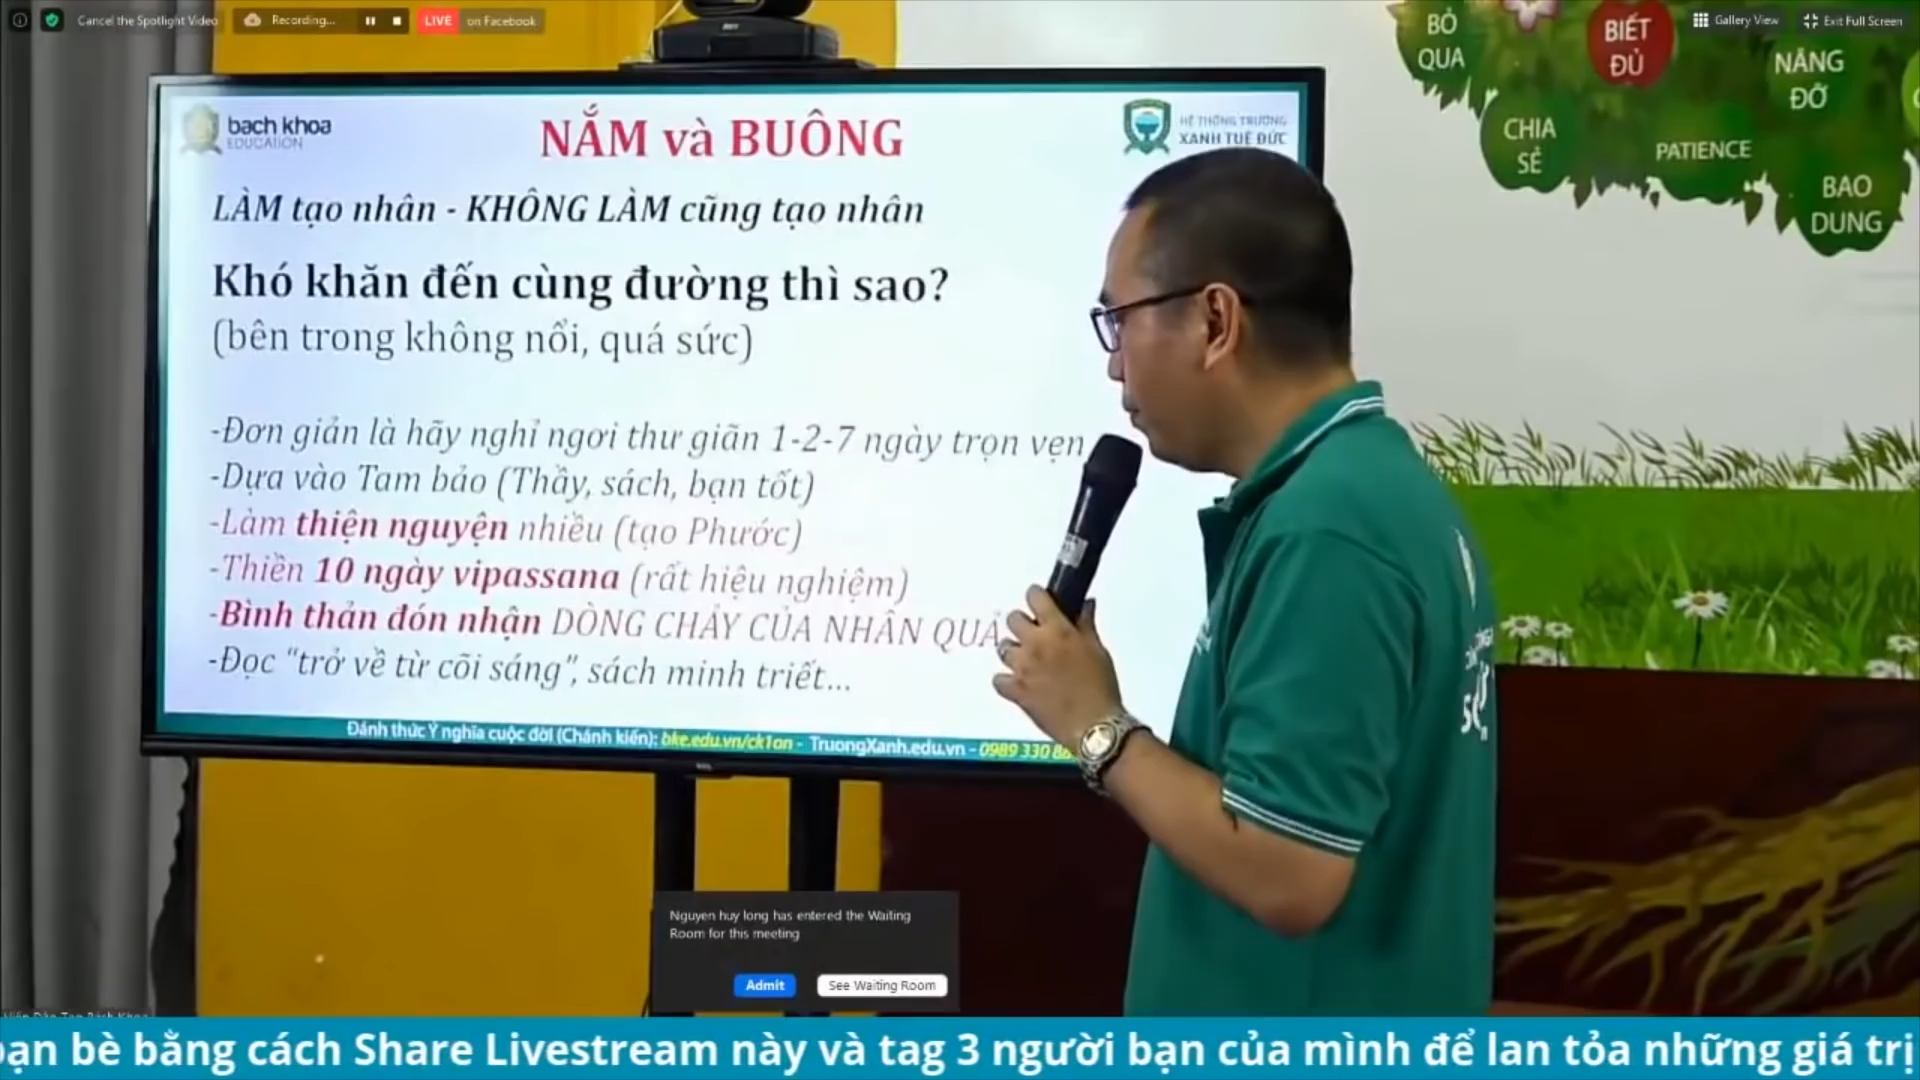 Cancel the Spotlight Video
Recording...
LIVE on Facebook
Gallery View
Exit Full Screen
BỎ QUA
BIẾT ĐỦ
NÂNG ĐỠ
CHIA SẺ
PATIENCE
BAO DUNG
bach khoa
EDUCATION
NẮM và BUÔNG
HỆ THỐNG TRƯỜNG
XANH TUỆ ĐỨC
LÀM tạo nhân - KHÔNG LÀM cũng tạo nhân
Khó khăn đến cùng đường thì sao?
(bên trong không nổi, quá sức)
-Đơn giản là hãy nghỉ ngơi thư giãn 1-2-7 ngày trọn vẹn
-Dựa vào Tam bảo (Thầy, sách, bạn tốt)
-Làm thiện nguyện nhiều (tạo Phước)
-Thiền 10 ngày vipassana (rất hiệu nghiệm)
-Bình thản đón nhận DÒNG CHẢY CỦA NHÂN QUẢ
-Đọc “trở về từ cõi sáng”, sách minh triết...
Đánh thức Ý nghĩa cuộc đời (Chánh kiến): bke.edu.vn/ck1on - TruongXanh.edu.vn - 0989 330
Nguyen huy long has entered the Waiting
Room for this meeting
Admit
See Waiting Room
bạn bè bằng cách Share Livestream này và tag 3 người bạn của mình để lan tỏa những giá trị